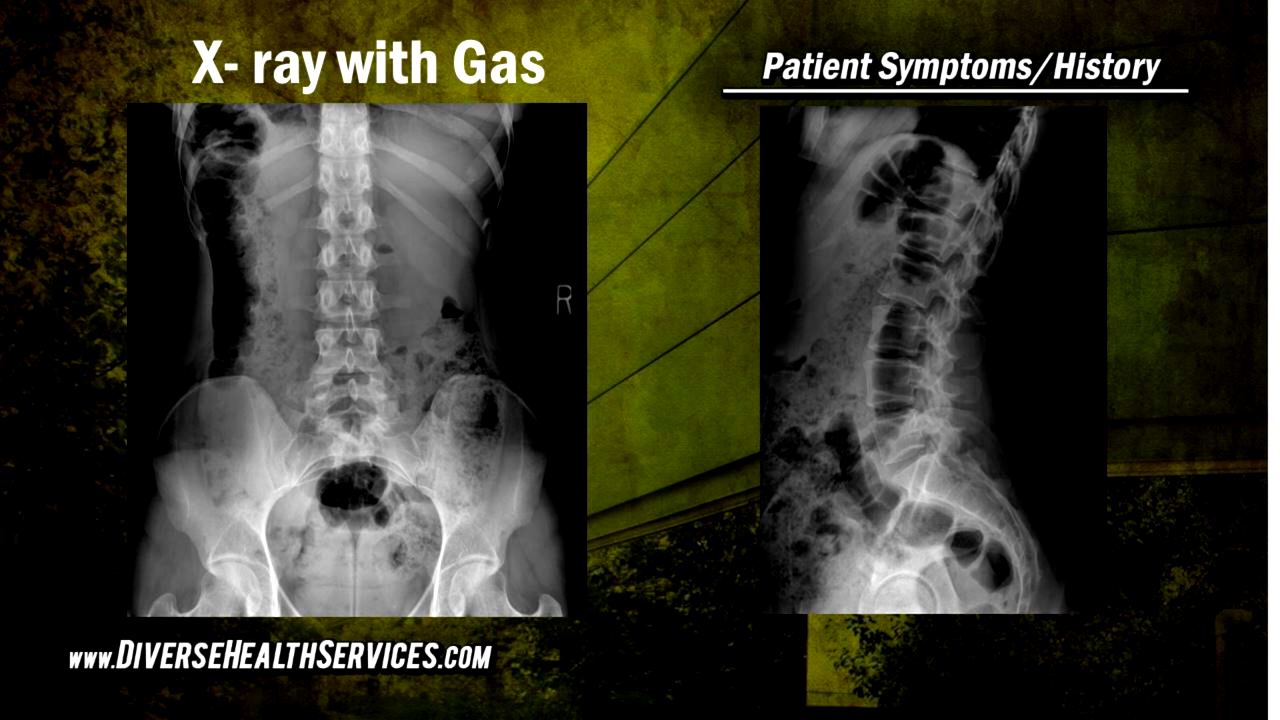 X- ray with Gas
Patient Symptoms/History
R
www.DiverseHealthServices.com